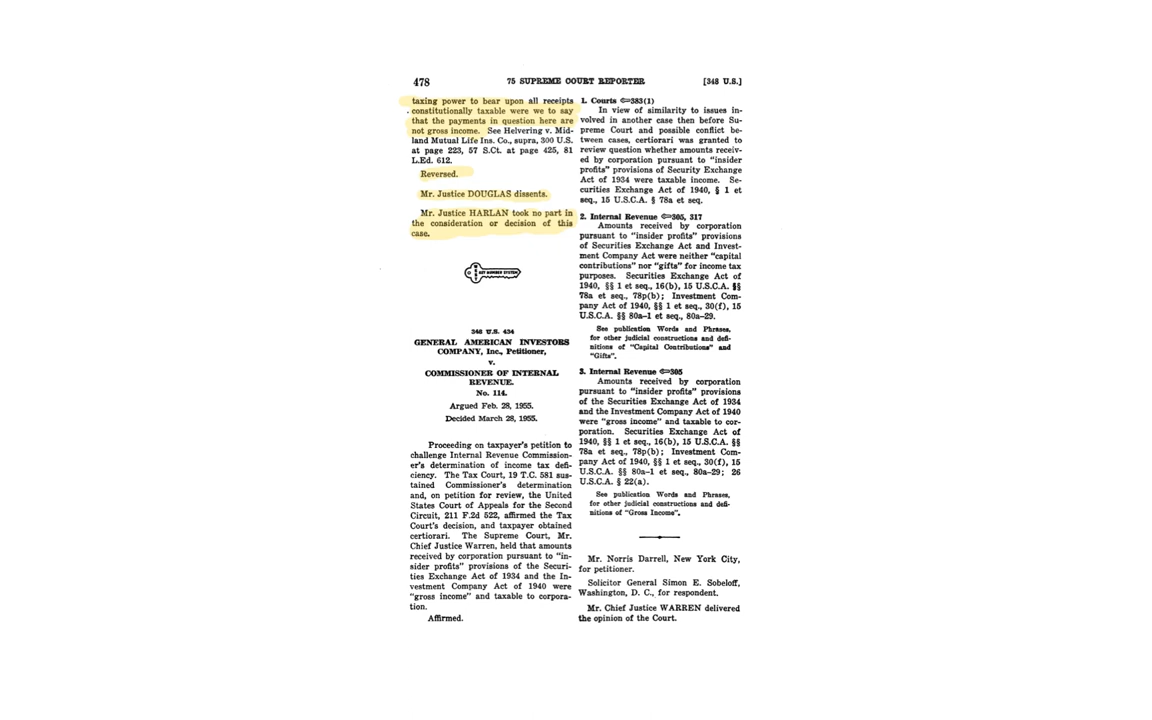 478
75 SUPREME COURT REPORTER
[348 U.S.]
taxing power to bear upon all receipts
constitutionally taxable were we to say
that the payments in question here are
not gross income. See Helvering v. Mid-
land Mutual Life Ins. Co., supra, 300 U.S.
at page 223, 57 S.Ct. at page 425, 81
L.Ed. 612.
Reversed.
Mr. Justice DOUGLAS dissents.
Mr. Justice HARLAN took no part in
the consideration or decision of this
case.
KEY NUMBER SYSTEM
348 U.S. 434
GENERAL AMERICAN INVESTORS
COMPANY, Inc., Petitioner,
v.
COMMISSIONER OF INTERNAL
REVENUE.
No. 114.
Argued Feb. 28, 1955.
Decided March 28, 1955.
Proceeding on taxpayer's petition to
challenge Internal Revenue Commission-
er's determination of income tax defi-
ciency. The Tax Court, 19 T.C. 581 sus-
tained Commissioner's determination
and, on petition for review, the United
States Court of Appeals for the Second
Circuit, 211 F.2d 522, affirmed the Tax
Court's decision, and taxpayer obtained
certiorari. The Supreme Court, Mr.
Chief Justice Warren, held that amounts
received by corporation pursuant to "in-
sider profits" provisions of the Securi-
ties Exchange Act of 1934 and the In-
vestment Company Act of 1940 were
"gross income" and taxable to corpora-
tion.
Affirmed.
1. Courts ⚷383(1)
In view of similarity to issues in-
volved in another case then before Su-
preme Court and possible conflict be-
tween cases, certiorari was granted to
review question whether amounts receiv-
ed by corporation pursuant to "insider
profits" provisions of Security Exchange
Act of 1934 were taxable income. Se-
curities Exchange Act of 1940, § 1 et
seq., 15 U.S.C.A. § 78a et seq.
2. Internal Revenue ⚷305, 317
Amounts received by corporation
pursuant to "insider profits" provisions
of Securities Exchange Act and Invest-
ment Company Act were neither "capital
contributions" nor "gifts" for income tax
purposes. Securities Exchange Act of
1940, §§ 1 et seq., 16(b), 15 U.S.C.A. §§
78a et seq., 78p(b); Investment Com-
pany Act of 1940, §§ 1 et seq., 30(f), 15
U.S.C.A. §§ 80a-1 et seq., 80a-29.
See publication Words and Phrases,
for other judicial constructions and defi-
nitions of "Capital Contributions" and
"Gifts".
3. Internal Revenue ⚷305
Amounts received by corporation
pursuant to "insider profits" provisions
of the Securities Exchange Act of 1934
and the Investment Company Act of 1940
were "gross income" and taxable to cor-
poration. Securities Exchange Act of
1940, §§ 1 et seq., 16(b), 15 U.S.C.A. §§
78a et seq., 78p(b); Investment Com-
pany Act of 1940, §§ 1 et seq., 30(f), 15
U.S.C.A. §§ 80a-1 et seq., 80a-29; 26
U.S.C.A. § 22(a).
See publication Words and Phrases,
for other judicial constructions and defi-
nitions of "Gross Income".
Mr. Norris Darrell, New York City,
for petitioner.
Solicitor General Simon E. Sobeloff,
Washington, D. C., for respondent.
Mr. Chief Justice WARREN delivered
the opinion of the Court.